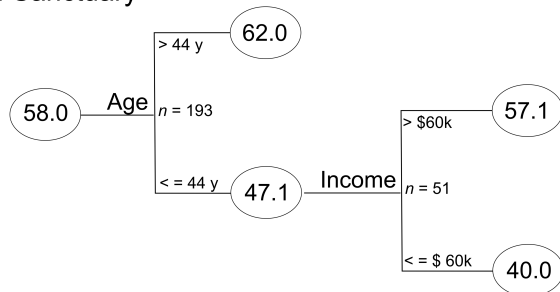 Sanctuary
62.0
> 44 y
58.0
Age
n = 193
<= 44 y
47.1
Income
> $60k
57.1
n = 51
<= $ 60k
40.0